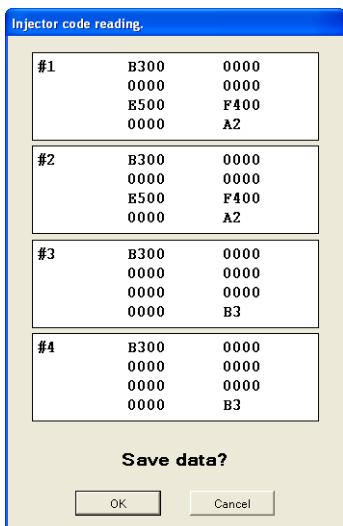 Injector code reading.
#1 B300 0000
0000 0000
E500 F400
0000 A2
#2 B300 0000
0000 0000
E500 F400
0000 A2
#3 B300 0000
0000 0000
0000 0000
0000 B3
#4 B300 0000
0000 0000
0000 0000
0000 B3
Save data?
OK Cancel